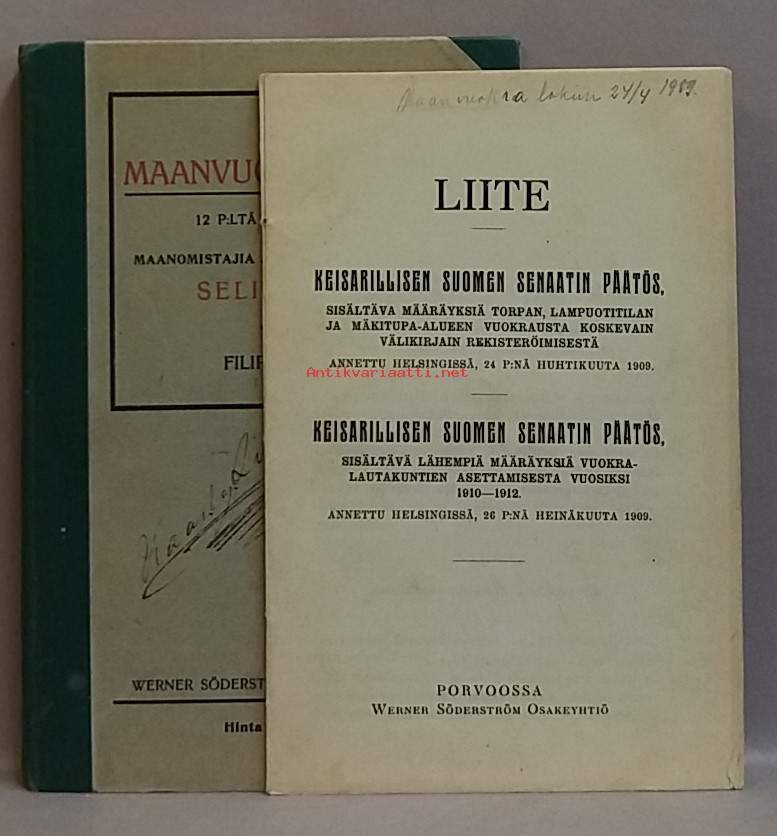 MAANVUO
12 P:LTÄ
MAANOMISTAJIA
SELI
FILIP
WERNER SÖDERST
Hinta
Maanvuokra lakiin 24/4 1909.
LIITE
KEISARILLISEN SUOMEN SENAATIN PÄÄTÖS,
SISÄLTÄVA MÄÄRÄYKSIÄ TORPAN, LAMPUOTITILAN
JA MÄKITUPA-ALUEEN VUOKRAUSTA KOSKEVAIN
VÄLIKIRJAIN REKISTERÖIMISESTÄ
ANNETTU HELSINGISSÄ, 24 P:NÄ HUHTIKUUTA 1909.
Antikvariaatti.net
KEISARILLISEN SUOMEN SENAATIN PÄÄTÖS,
SISÄLTÄVÄ LÄHEMPIÄ MÄÄRÄYKSIÄ VUOKRA-
LAUTAKUNTIEN ASETTAMISESTA VUOSIKSI
1910—1912.
ANNETTU HELSINGISSÄ, 26 P:NÄ HEINÄKUUTA 1909.
PORVOOSSA
WERNER SÖDERSTRÖM OSAKEYHTIÖ